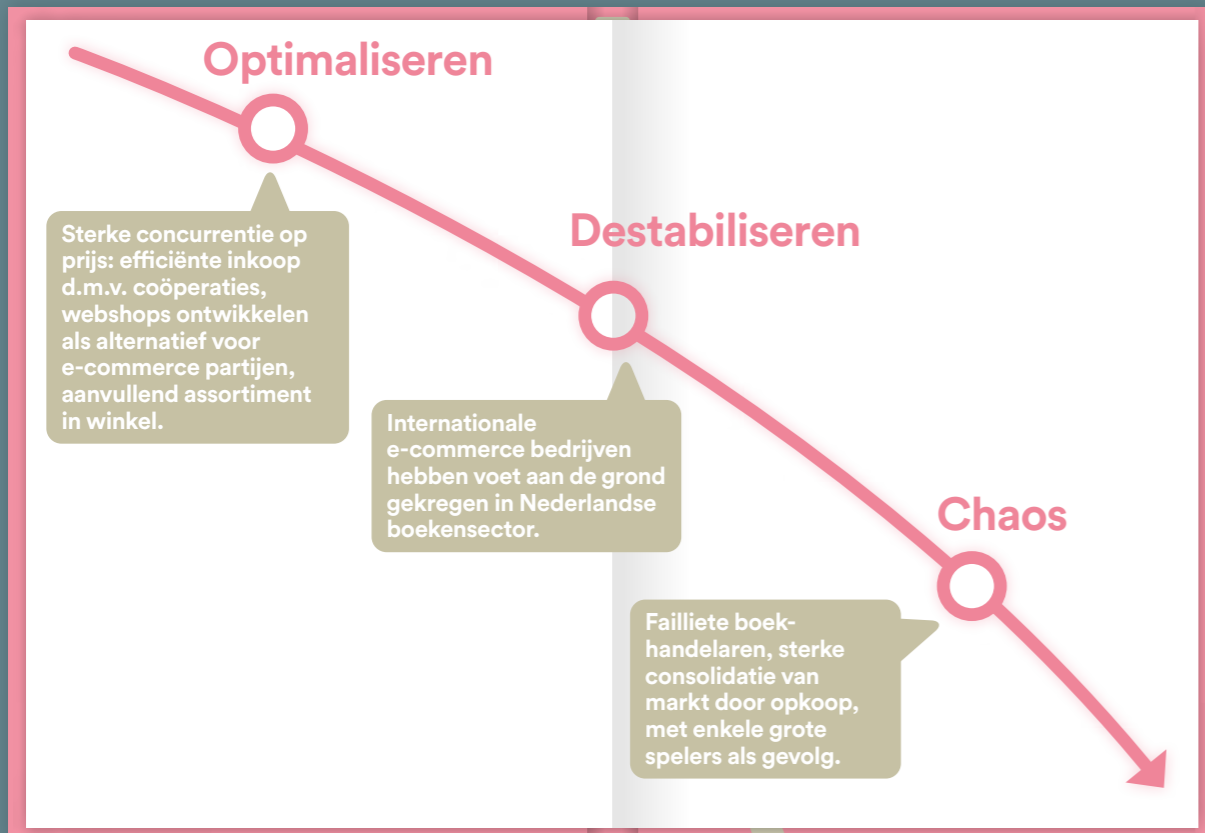 Optimaliseren
Sterke concurrentie op
prijs: efficiënte inkoop
d.m.v. coöperaties,
webshops ontwikkelen
als alternatief voor
e-commerce partijen,
aanvullend assortiment
in winkel.
Destabiliseren
Internationale
e-commerce bedrijven
hebben voet aan de grond
gekregen in Nederlandse
boekensector.
Chaos
Failliete boek-
handelaren, sterke
consolidatie van
markt door opkoop,
met enkele grote
spelers als gevolg.